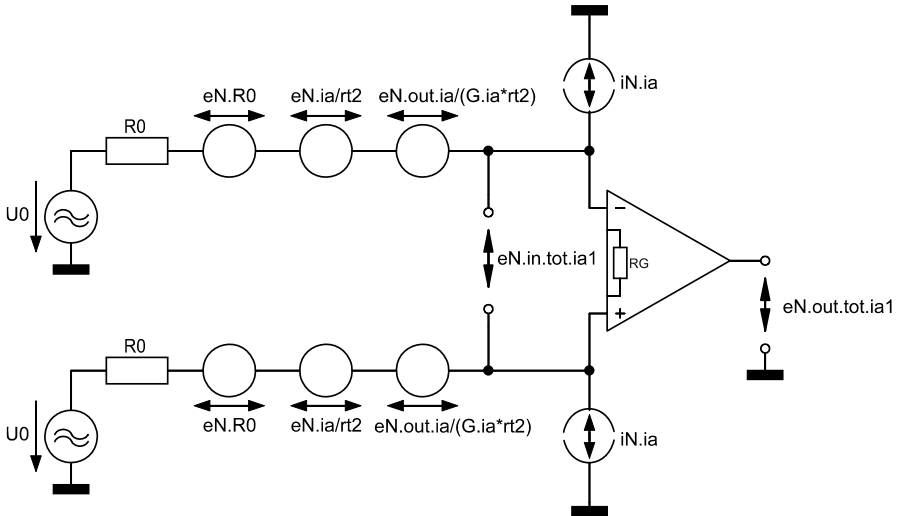 iN.ia
eN.R0
eN.ia/rt2
eN.out.ia/(G.ia*rt2)
R0
U0
−
eN.in.tot.ia1
RG
+
eN.out.tot.ia1
R0
U0
eN.R0
eN.ia/rt2
eN.out.ia/(G.ia*rt2)
iN.ia